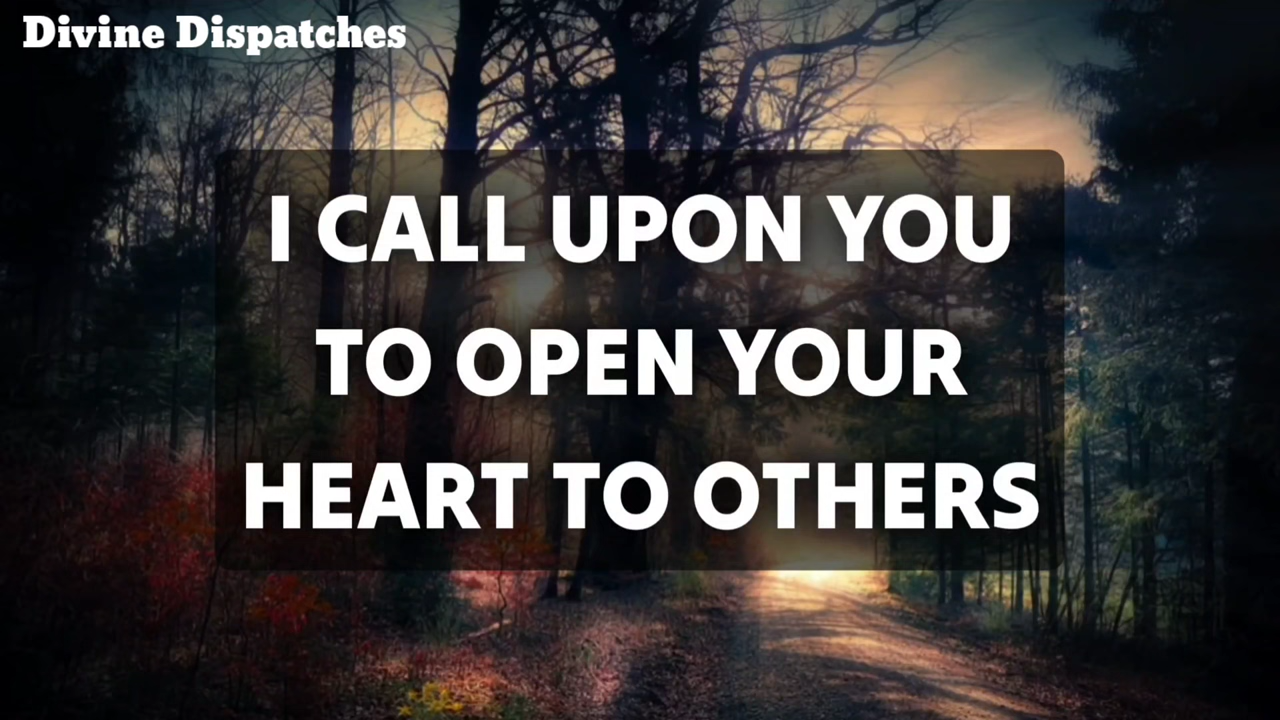 Divine Dispatches
I CALL UPON YOU
TO OPEN YOUR
HEART TO OTHERS